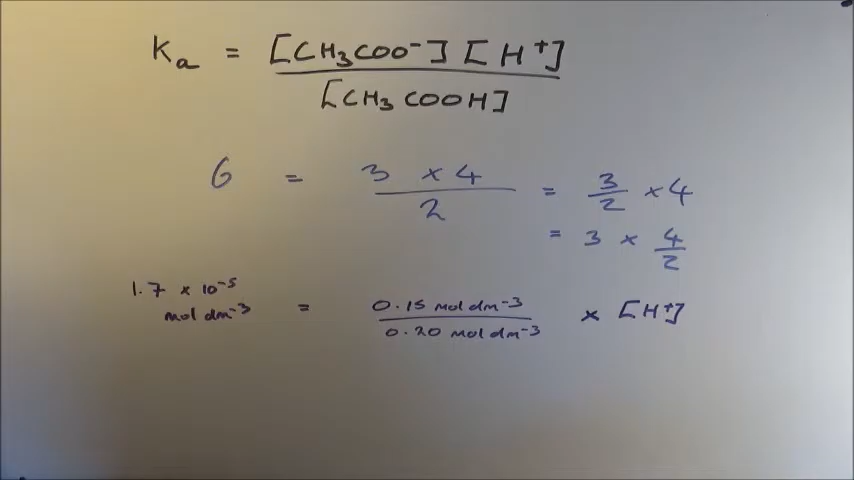 Ka = [CH₃COO⁻] [H⁺]
[CH₃COOH]
6 = 3 × 4 = 3/2 × 4
2
= 3 × 4/2
1.7 × 10⁻⁵
mol dm⁻³ = 0.15 mol dm⁻³ × [H⁺]
0.20 mol dm⁻³